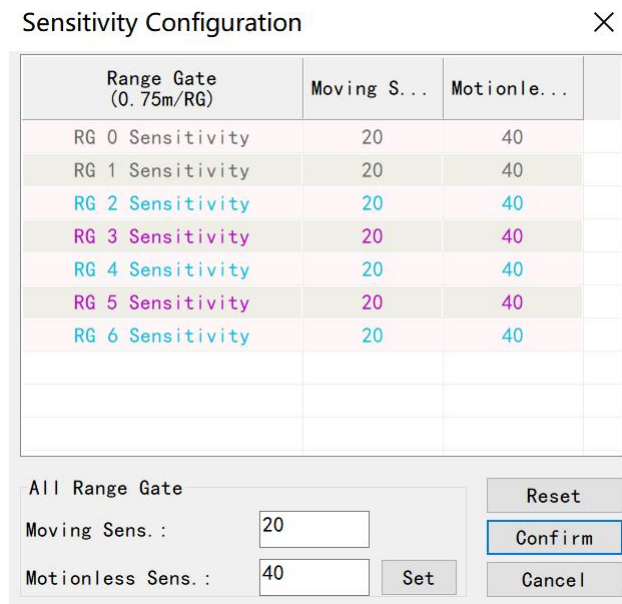 Sensitivity Configuration
Range Gate Moving S... Motionle...
(0.75m/RG)
RG 0 Sensitivity 20 40
RG 1 Sensitivity 20 40
RG 2 Sensitivity 20 40
RG 3 Sensitivity 20 40
RG 4 Sensitivity 20 40
RG 5 Sensitivity 20 40
RG 6 Sensitivity 20 40
All Range Gate
Reset
Moving Sens.: 20
Confirm
Motionless Sens.: 40 Set Cancel